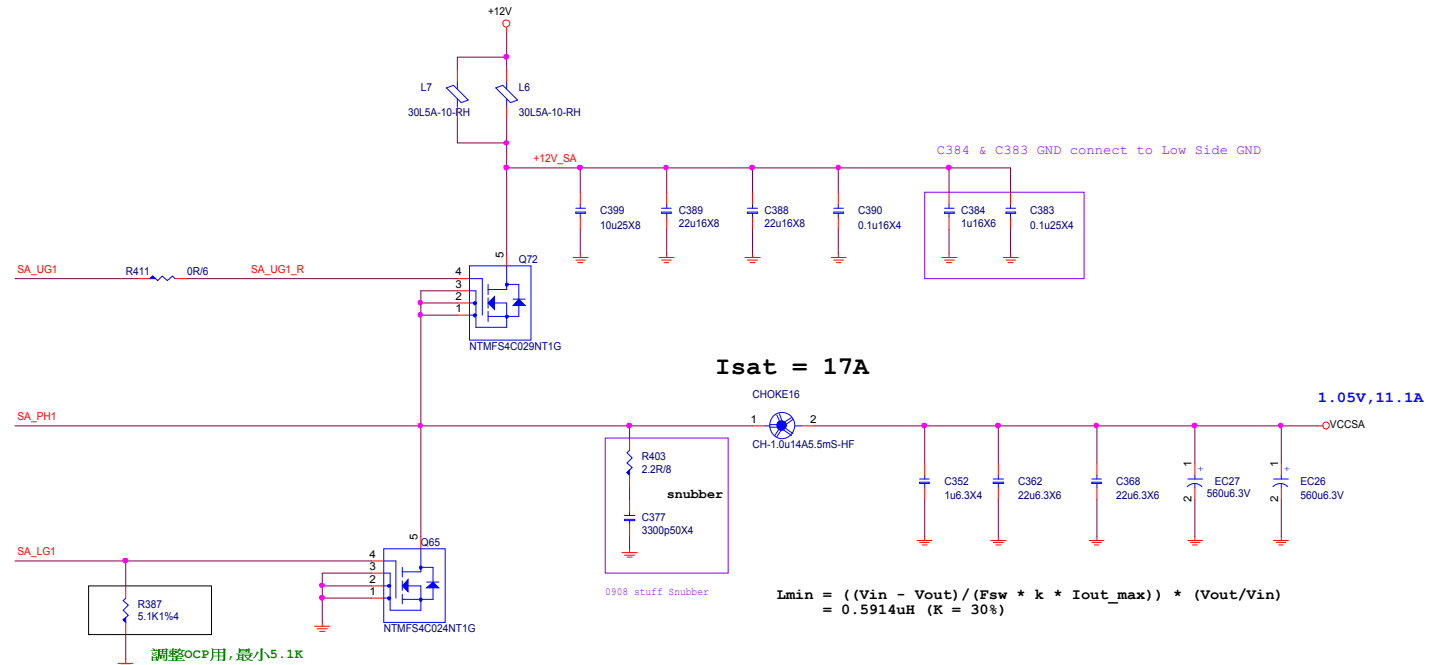 +12V
L7
L6
30L5A-10-RH
30L5A-10-RH
C384 & C383 GND connect to Low Side GND
+12V_SA
C399
10u25X8
C389
22u16X8
C388
22u16X8
C390
0.1u16X4
C384
1u16X6
C383
0.1u25X4
SA_UG1
R411
0R/6
SA_UG1_R
5
Q72
4
3
2
1
NTMFS4C029NT1G
Isat = 17A
CHOKE16
1.05V,11.1A
SA_PH1
1
2
VCCSA
CH-1.0u14A5.5mS-HF
R403
2.2R/8
snubber
C377
3300p50X4
C352
1u6.3X4
C362
22u6.3X6
C368
22u6.3X6
1
+
EC27
560u6.3V
2
1
+
EC26
560u6.3V
2
SA_LG1
5
Q65
4
3
2
1
NTMFS4C024NT1G
R387
5.1K1%4
0908 stuff Snubber
Lmin = ((Vin - Vout)/(Fsw * k * Iout_max)) * (Vout/Vin)
= 0.5914uH (K = 30%)
調整OCP用,最小5.1K